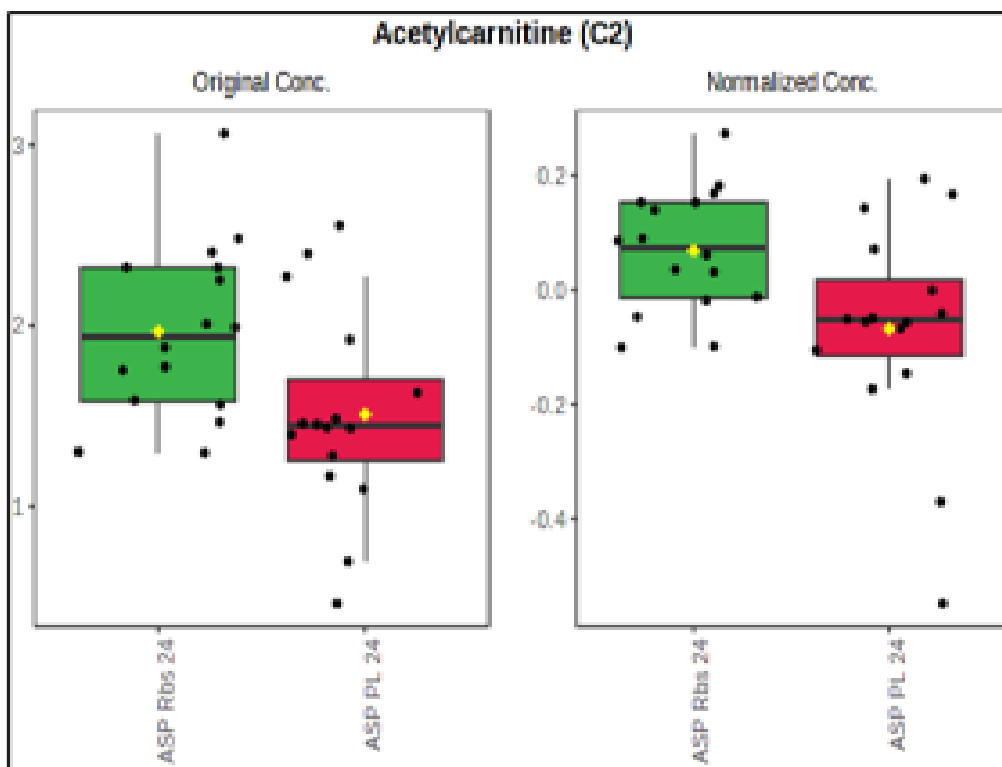 Acetylcarnitine (C2)
Original Conc.
3
2
1
ASP Rbs 24
ASP PL 24
Normalized Conc.
0.2
0.0
-0.2
-0.4
ASP Rbs 24
ASP PL 24